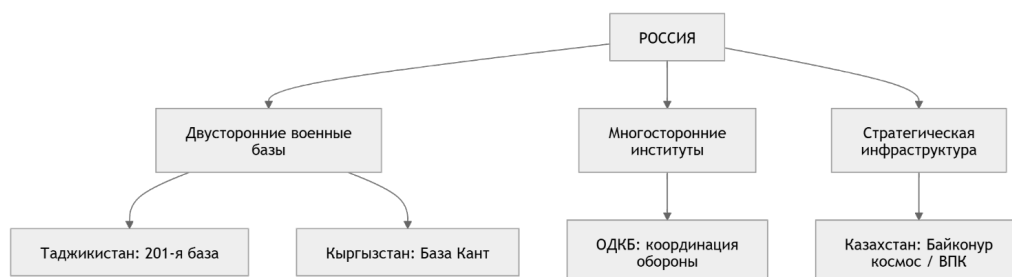 РОССИЯ
Двусторонние военные
базы
Многосторонние
институты
Стратегическая
инфраструктура
Таджикистан: 201-я база
Кыргызстан: База Кант
ОДКБ: координация
обороны
Казахстан: Байконур
космос / ВПК